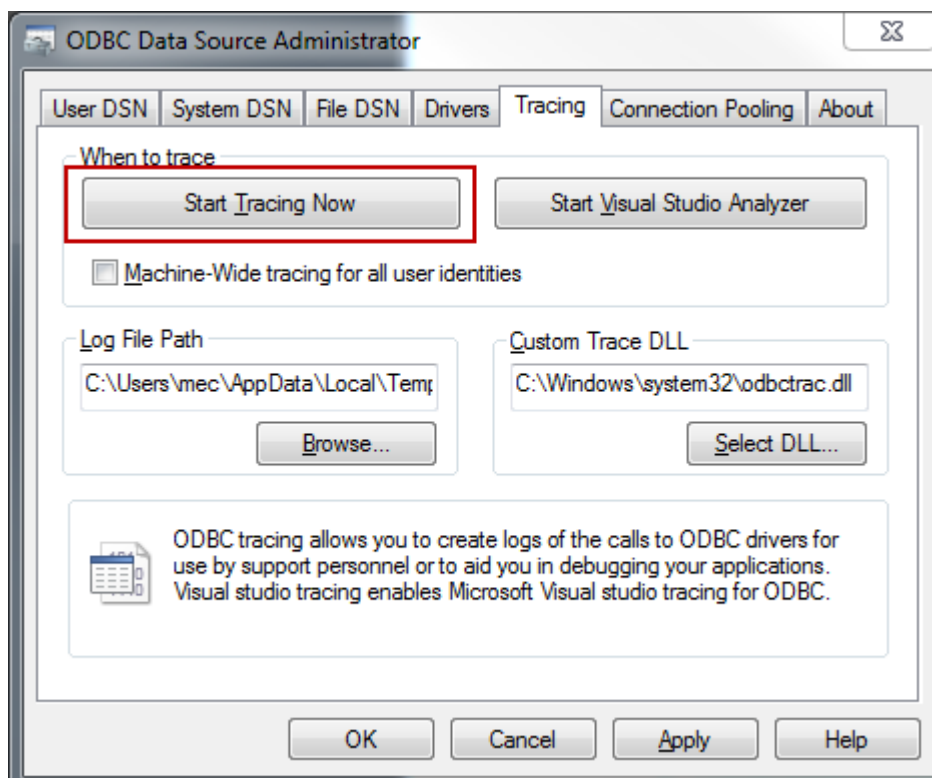 ODBC Data Source Administrator
User DSN System DSN File DSN Drivers Tracing Connection Pooling About
When to trace
Start Tracing Now Start Visual Studio Analyzer
Machine-Wide tracing for all user identities
Log File Path Custom Trace DLL
C:\Users\mec\AppData\Local\Temp C:\Windows\system32\odbctrac.dll
Browse... Select DLL...
ODBC tracing allows you to create logs of the calls to ODBC drivers for
use by support personnel or to aid you in debugging your applications.
Visual studio tracing enables Microsoft Visual studio tracing for ODBC.
OK Cancel Apply Help